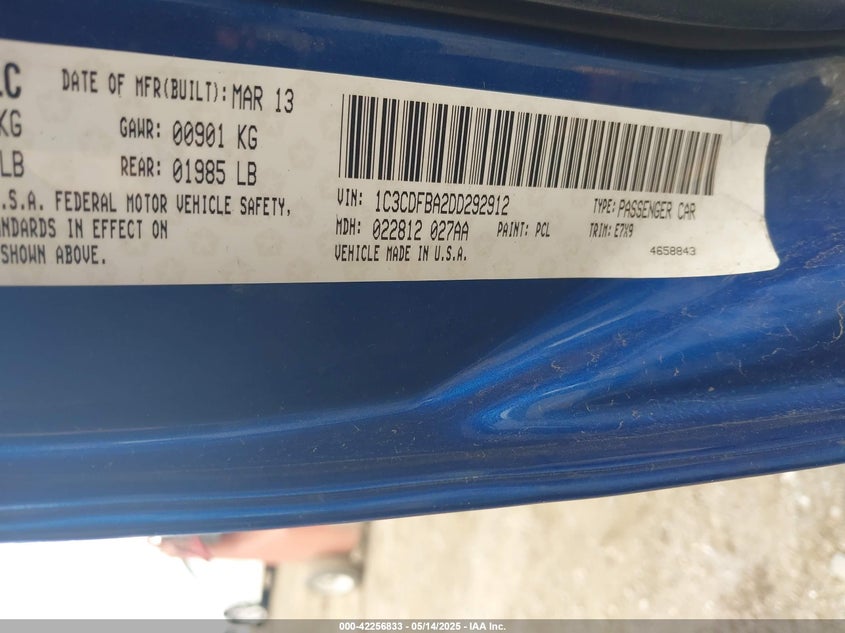 LC DATE OF MFR(BUILT): MAR 13
KG GAWR: 00901 KG
LB REAR: 01985 LB
.S.A. FEDERAL MOTOR VEHICLE SAFETY,
ANDARDS IN EFFECT ON
SHOWN ABOVE.
VIN: 1C3CDFBA2DD292912 TYPE: PASSENGER CAR
MDH: 022812 027AA PAINT: PCL TRIM: E7X9
VEHICLE MADE IN U.S.A. 4658843
000-42256833 - 05/14/2025 - IAA Inc.